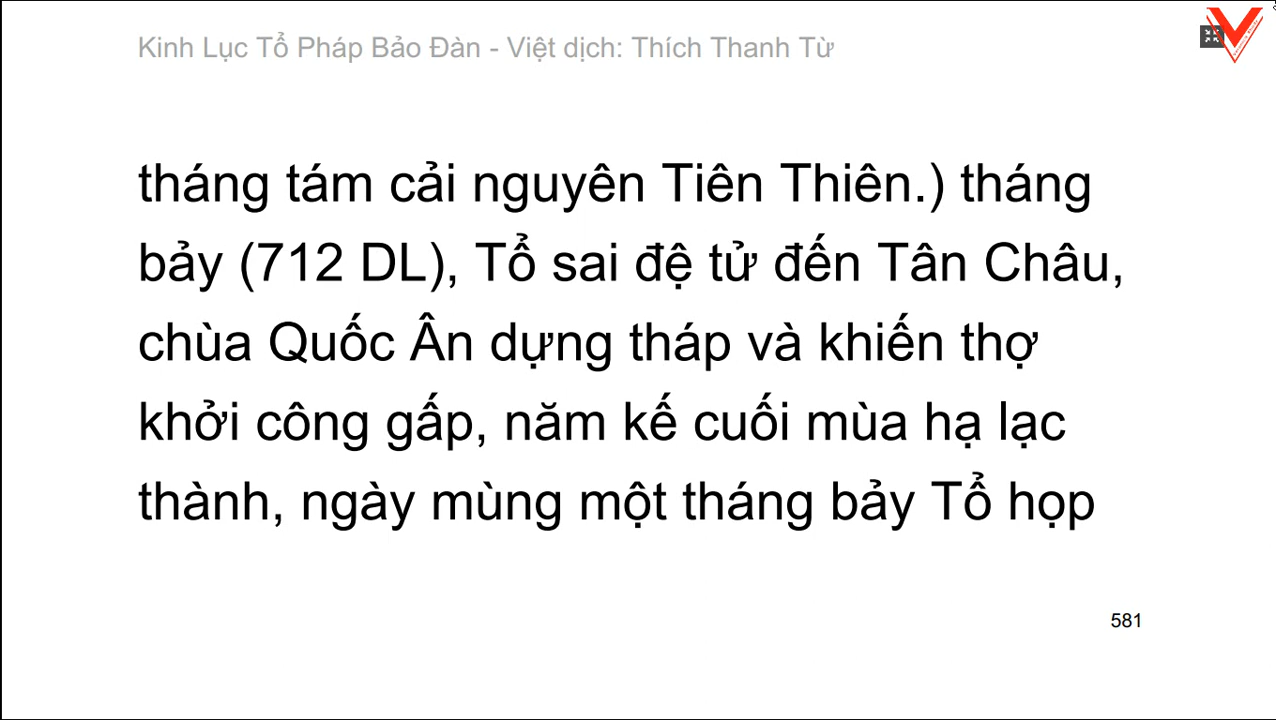 Kinh Lục Tổ Pháp Bảo Đàn - Việt dịch: Thích Thanh Từ
tháng tám cải nguyên Tiên Thiên.) tháng
bảy (712 DL), Tổ sai đệ tử đến Tân Châu,
chùa Quốc Ân dựng tháp và khiến thợ
khởi công gấp, năm kế cuối mùa hạ lạc
thành, ngày mùng một tháng bảy Tổ họp
581